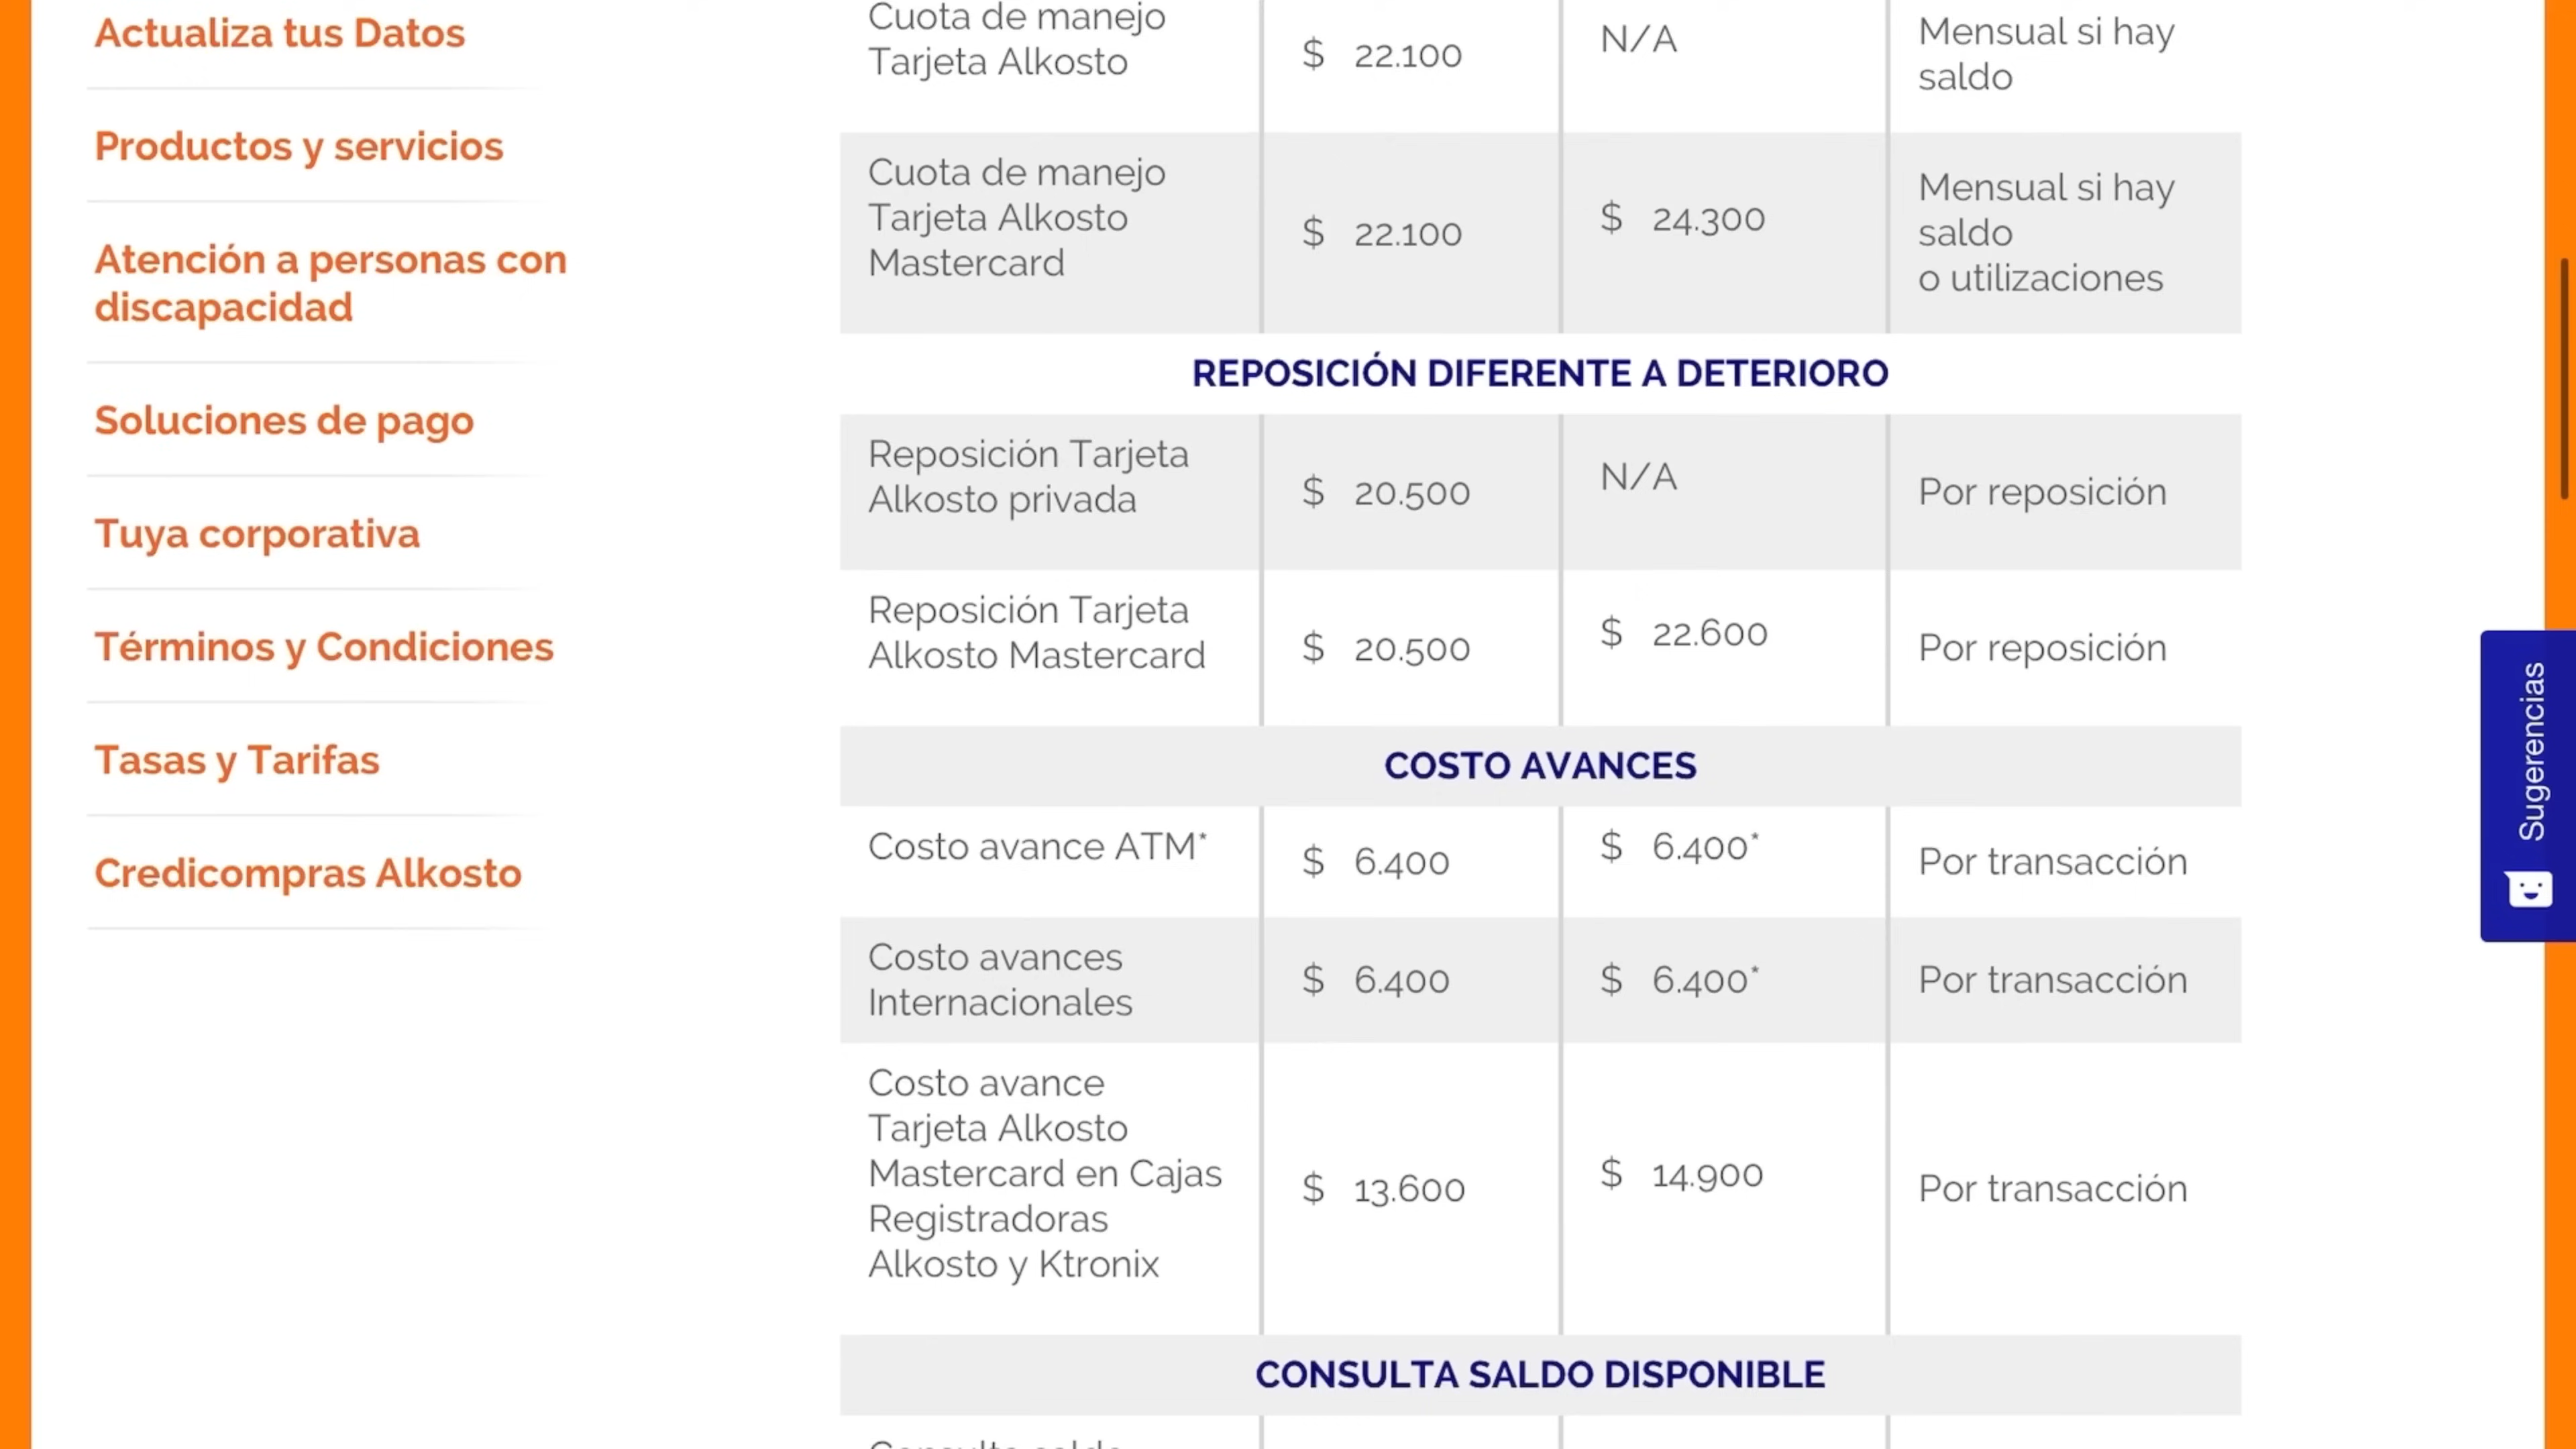 Actualiza tus Datos
Productos y servicios
Atención a personas con
discapacidad
Soluciones de pago
Tuya corporativa
Términos y Condiciones
Tasas y Tarifas
Credicompras Alkosto
Cuota de manejo
Tarjeta Alkosto
$ 22.100
N/A
Mensual si hay
saldo
Cuota de manejo
Tarjeta Alkosto
Mastercard
$ 22.100
$ 24.300
Mensual si hay
saldo
o utilizaciones
REPOSICIÓN DIFERENTE A DETERIORO
Reposición Tarjeta
Alkosto privada
$ 20.500
N/A
Por reposición
Reposición Tarjeta
Alkosto Mastercard
$ 20.500
$ 22.600
Por reposición
COSTO AVANCES
Costo avance ATM*
$ 6.400
$ 6.400*
Por transacción
Costo avances
Internacionales
$ 6.400
$ 6.400*
Por transacción
Costo avance
Tarjeta Alkosto
Mastercard en Cajas
Registradoras
Alkosto y Ktronix
$ 13.600
$ 14.900
Por transacción
CONSULTA SALDO DISPONIBLE
Sugerencias